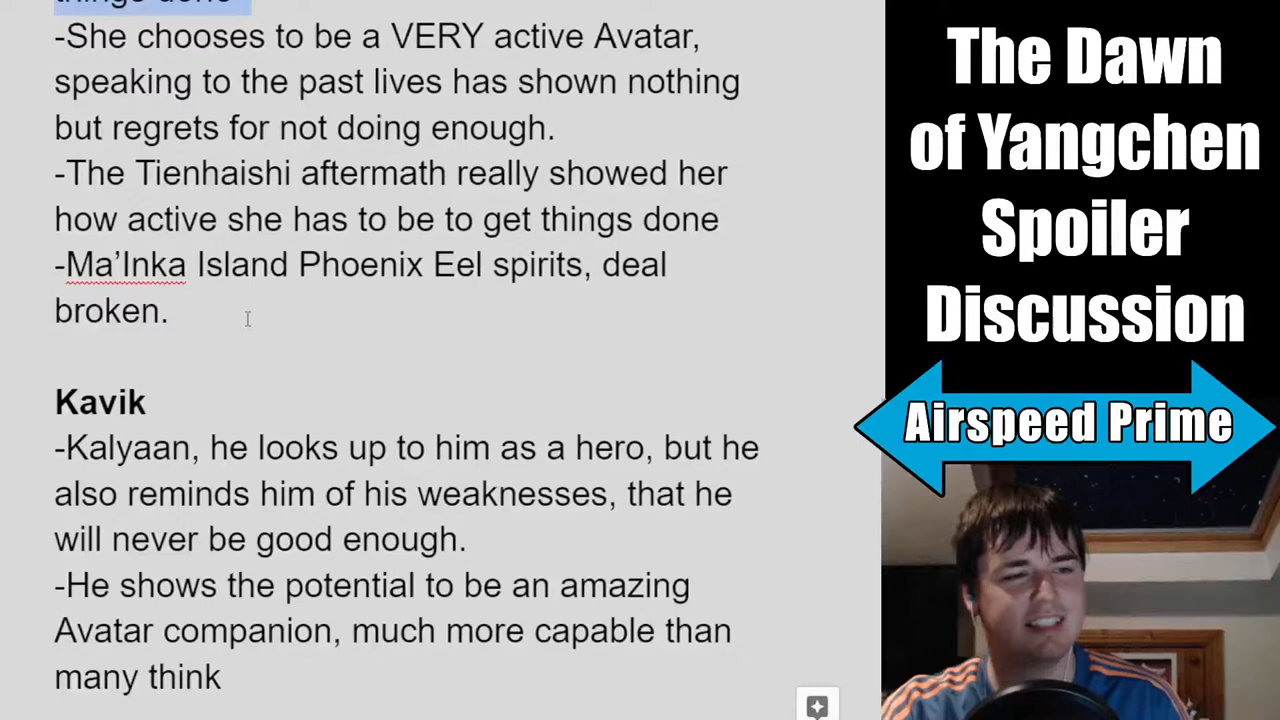 things done
-She chooses to be a VERY active Avatar,
speaking to the past lives has shown nothing
but regrets for not doing enough.
-The Tienhaishi aftermath really showed her
how active she has to be to get things done
-Ma’Inka Island Phoenix Eel spirits, deal
broken.
Kavik
-Kalyaan, he looks up to him as a hero, but he
also reminds him of his weaknesses, that he
will never be good enough.
-He shows the potential to be an amazing
Avatar companion, much more capable than
many think
The Dawn
of Yangchen
Spoiler
Discussion
Airspeed Prime